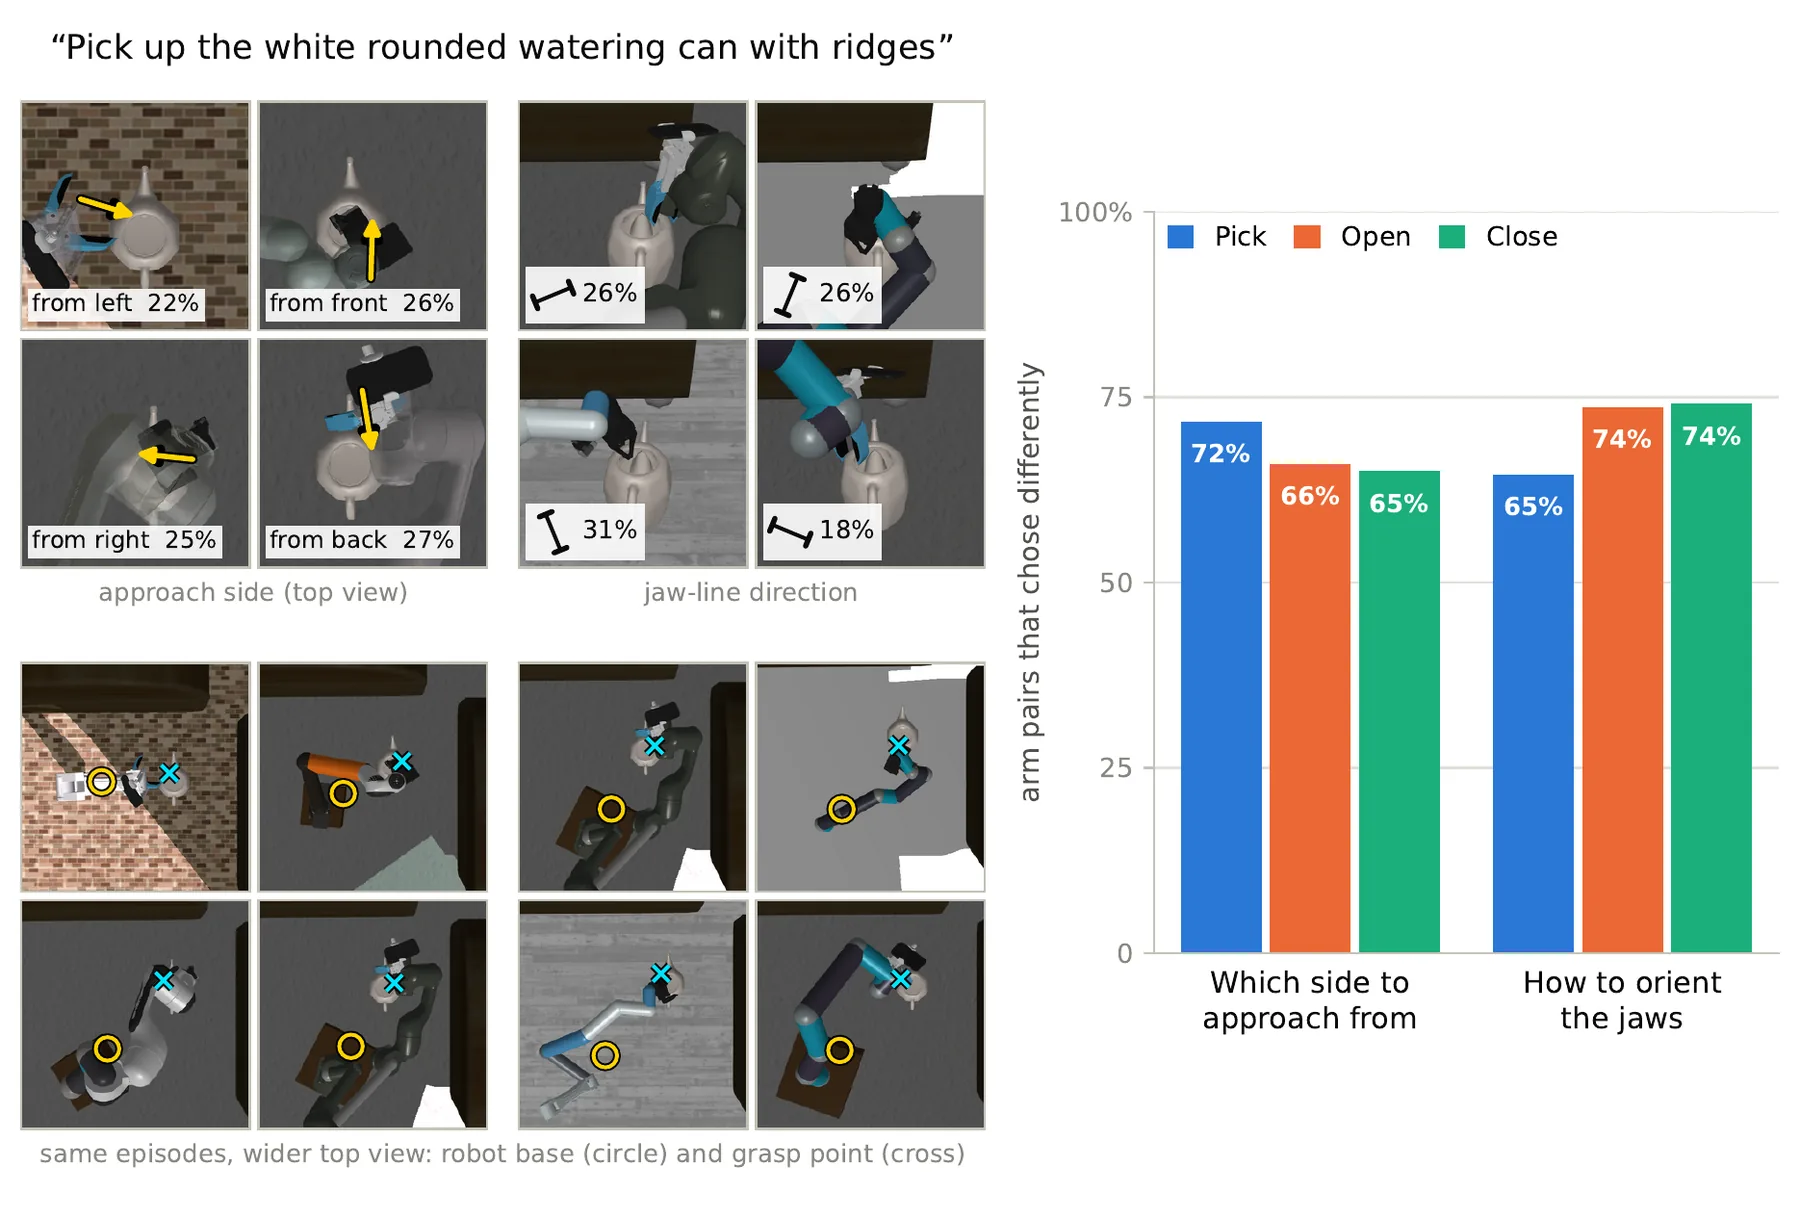 “Pick up the white rounded watering can with ridges”
from left 22%
from front 26%
26%
26%
from right 25%
from back 27%
31%
18%
approach side (top view)
jaw-line direction
same episodes, wider top view: robot base (circle) and grasp point (cross)
arm pairs that chose differently
100%
75
50
25
0
Pick
Open
Close
72%
66%
65%
65%
74%
74%
Which side to
approach from
How to orient
the jaws